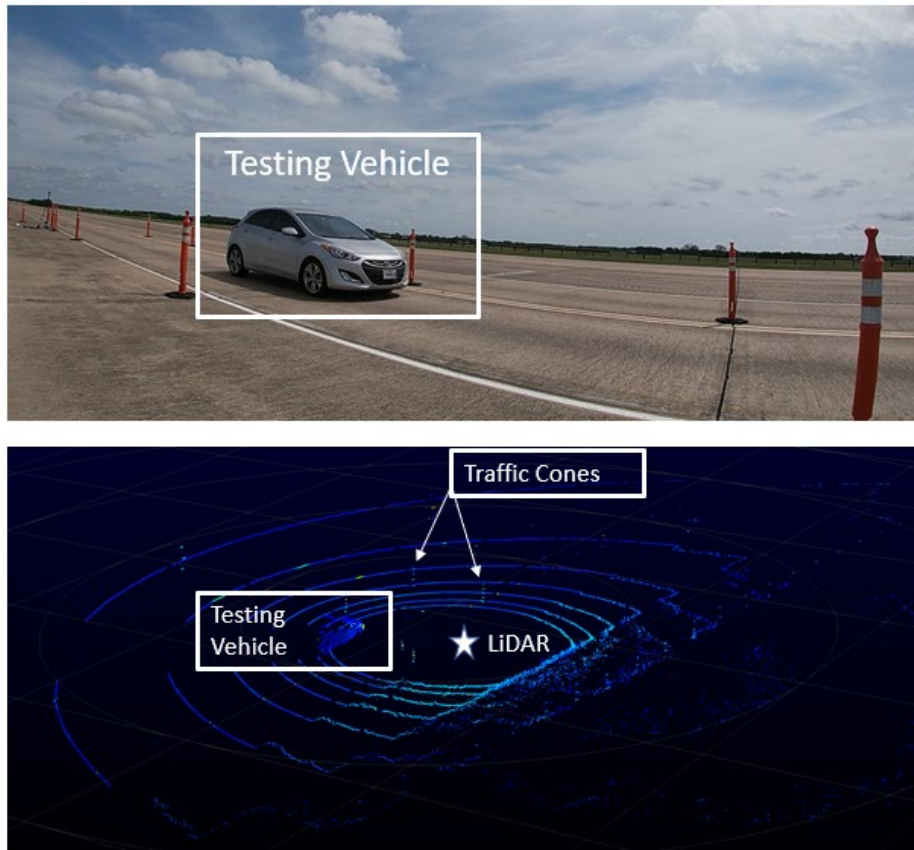 Testing Vehicle
Traffic Cones
Testing
Vehicle
LiDAR